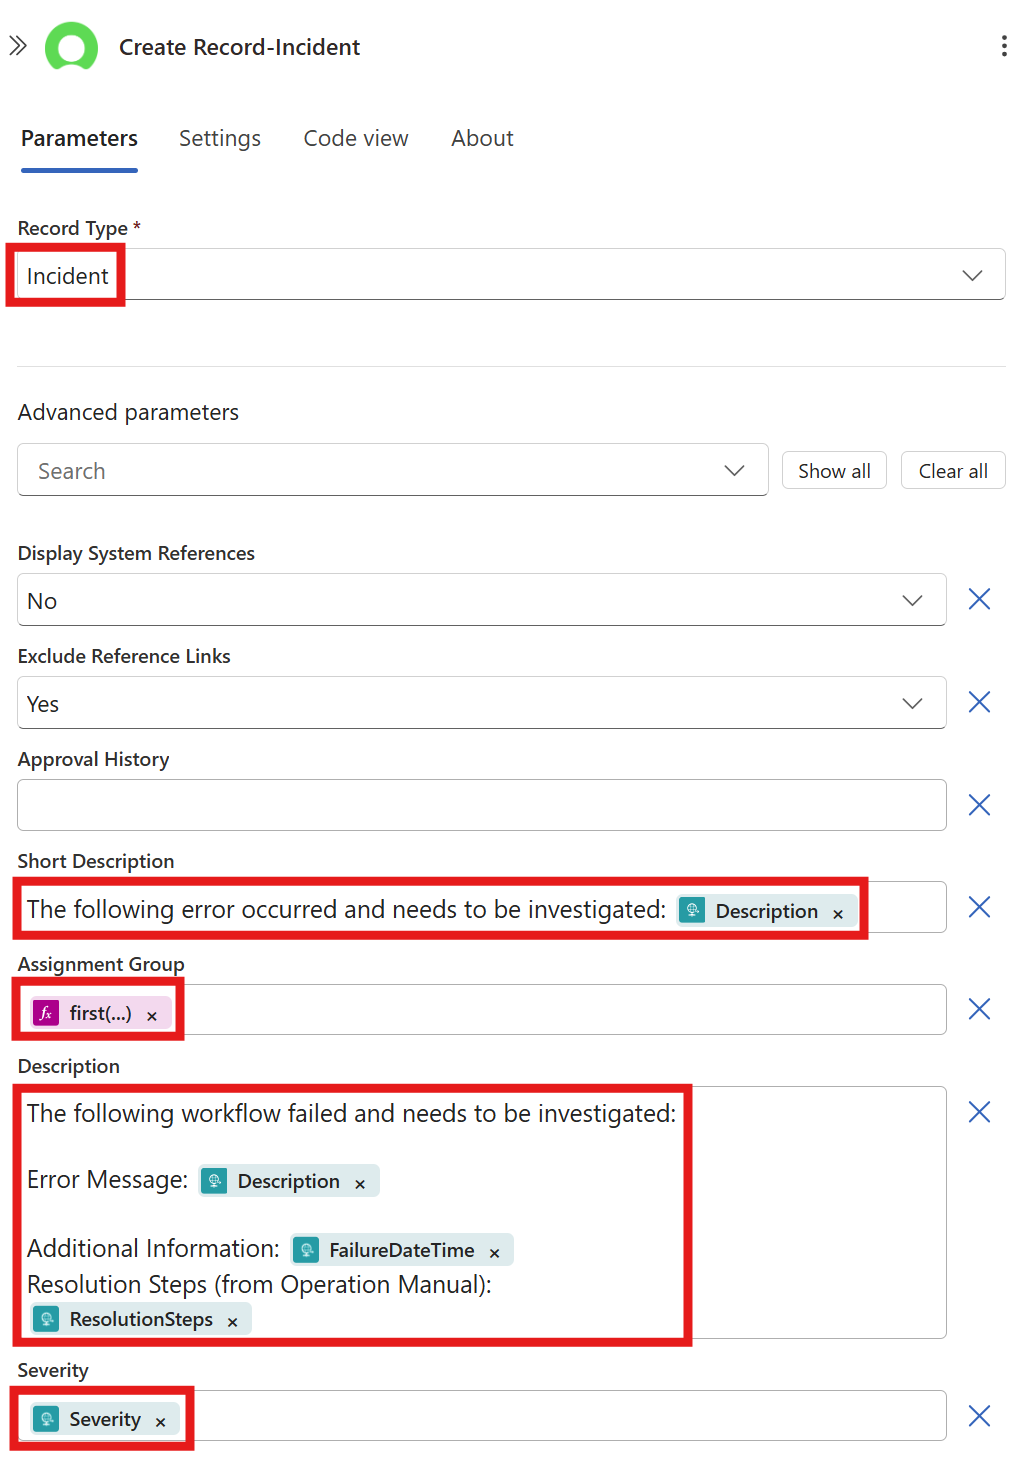 Create Record-Incident
Parameters Settings Code view About
Record Type *
Incident
Advanced parameters
Search Show all Clear all
Display System References
No
Exclude Reference Links
Yes
Approval History
Short Description
The following error occurred and needs to be investigated: Description ×
Assignment Group
fx first(...) ×
Description
The following workflow failed and needs to be investigated:
Error Message: Description ×
Additional Information: FailureDateTime ×
Resolution Steps (from Operation Manual):
ResolutionSteps ×
Severity
Severity ×